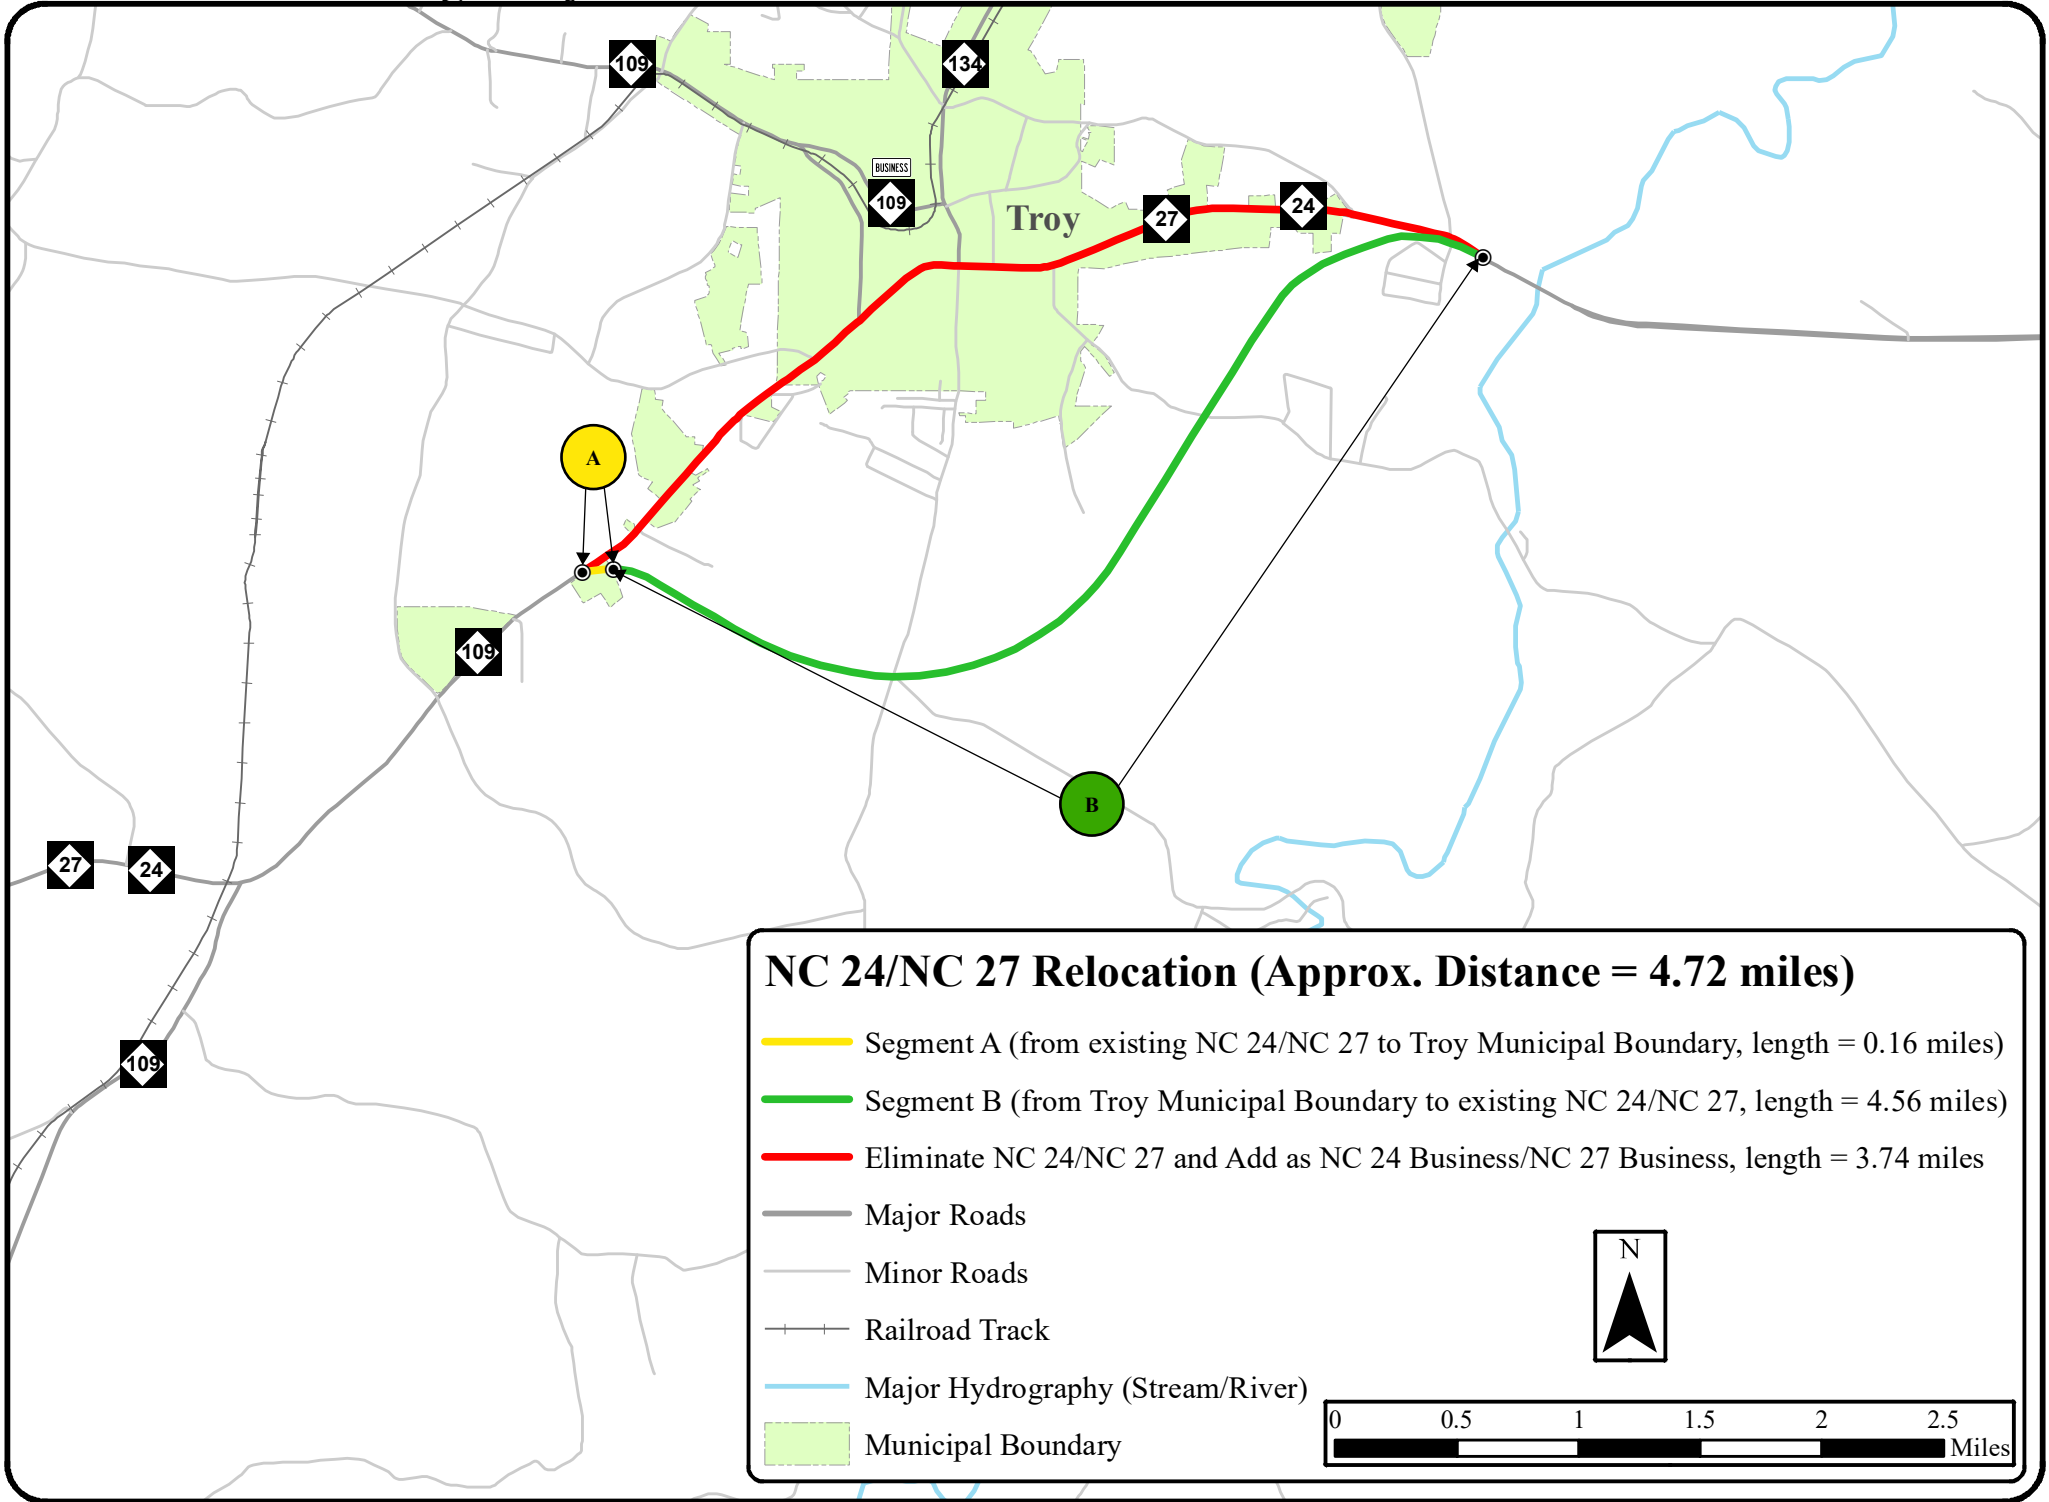 109
134
BUSINESS
109
Troy
27
24
A
109
B
27
24
109
NC 24/NC 27 Relocation (Approx. Distance = 4.72 miles)
Segment A (from existing NC 24/NC 27 to Troy Municipal Boundary, length = 0.16 miles)
Segment B (from Troy Municipal Boundary to existing NC 24/NC 27, length = 4.56 miles)
Eliminate NC 24/NC 27 and Add as NC 24 Business/NC 27 Business, length = 3.74 miles
Major Roads
Minor Roads
Railroad Track
Major Hydrography (Stream/River)
Municipal Boundary
N
0 0.5 1 1.5 2 2.5
Miles